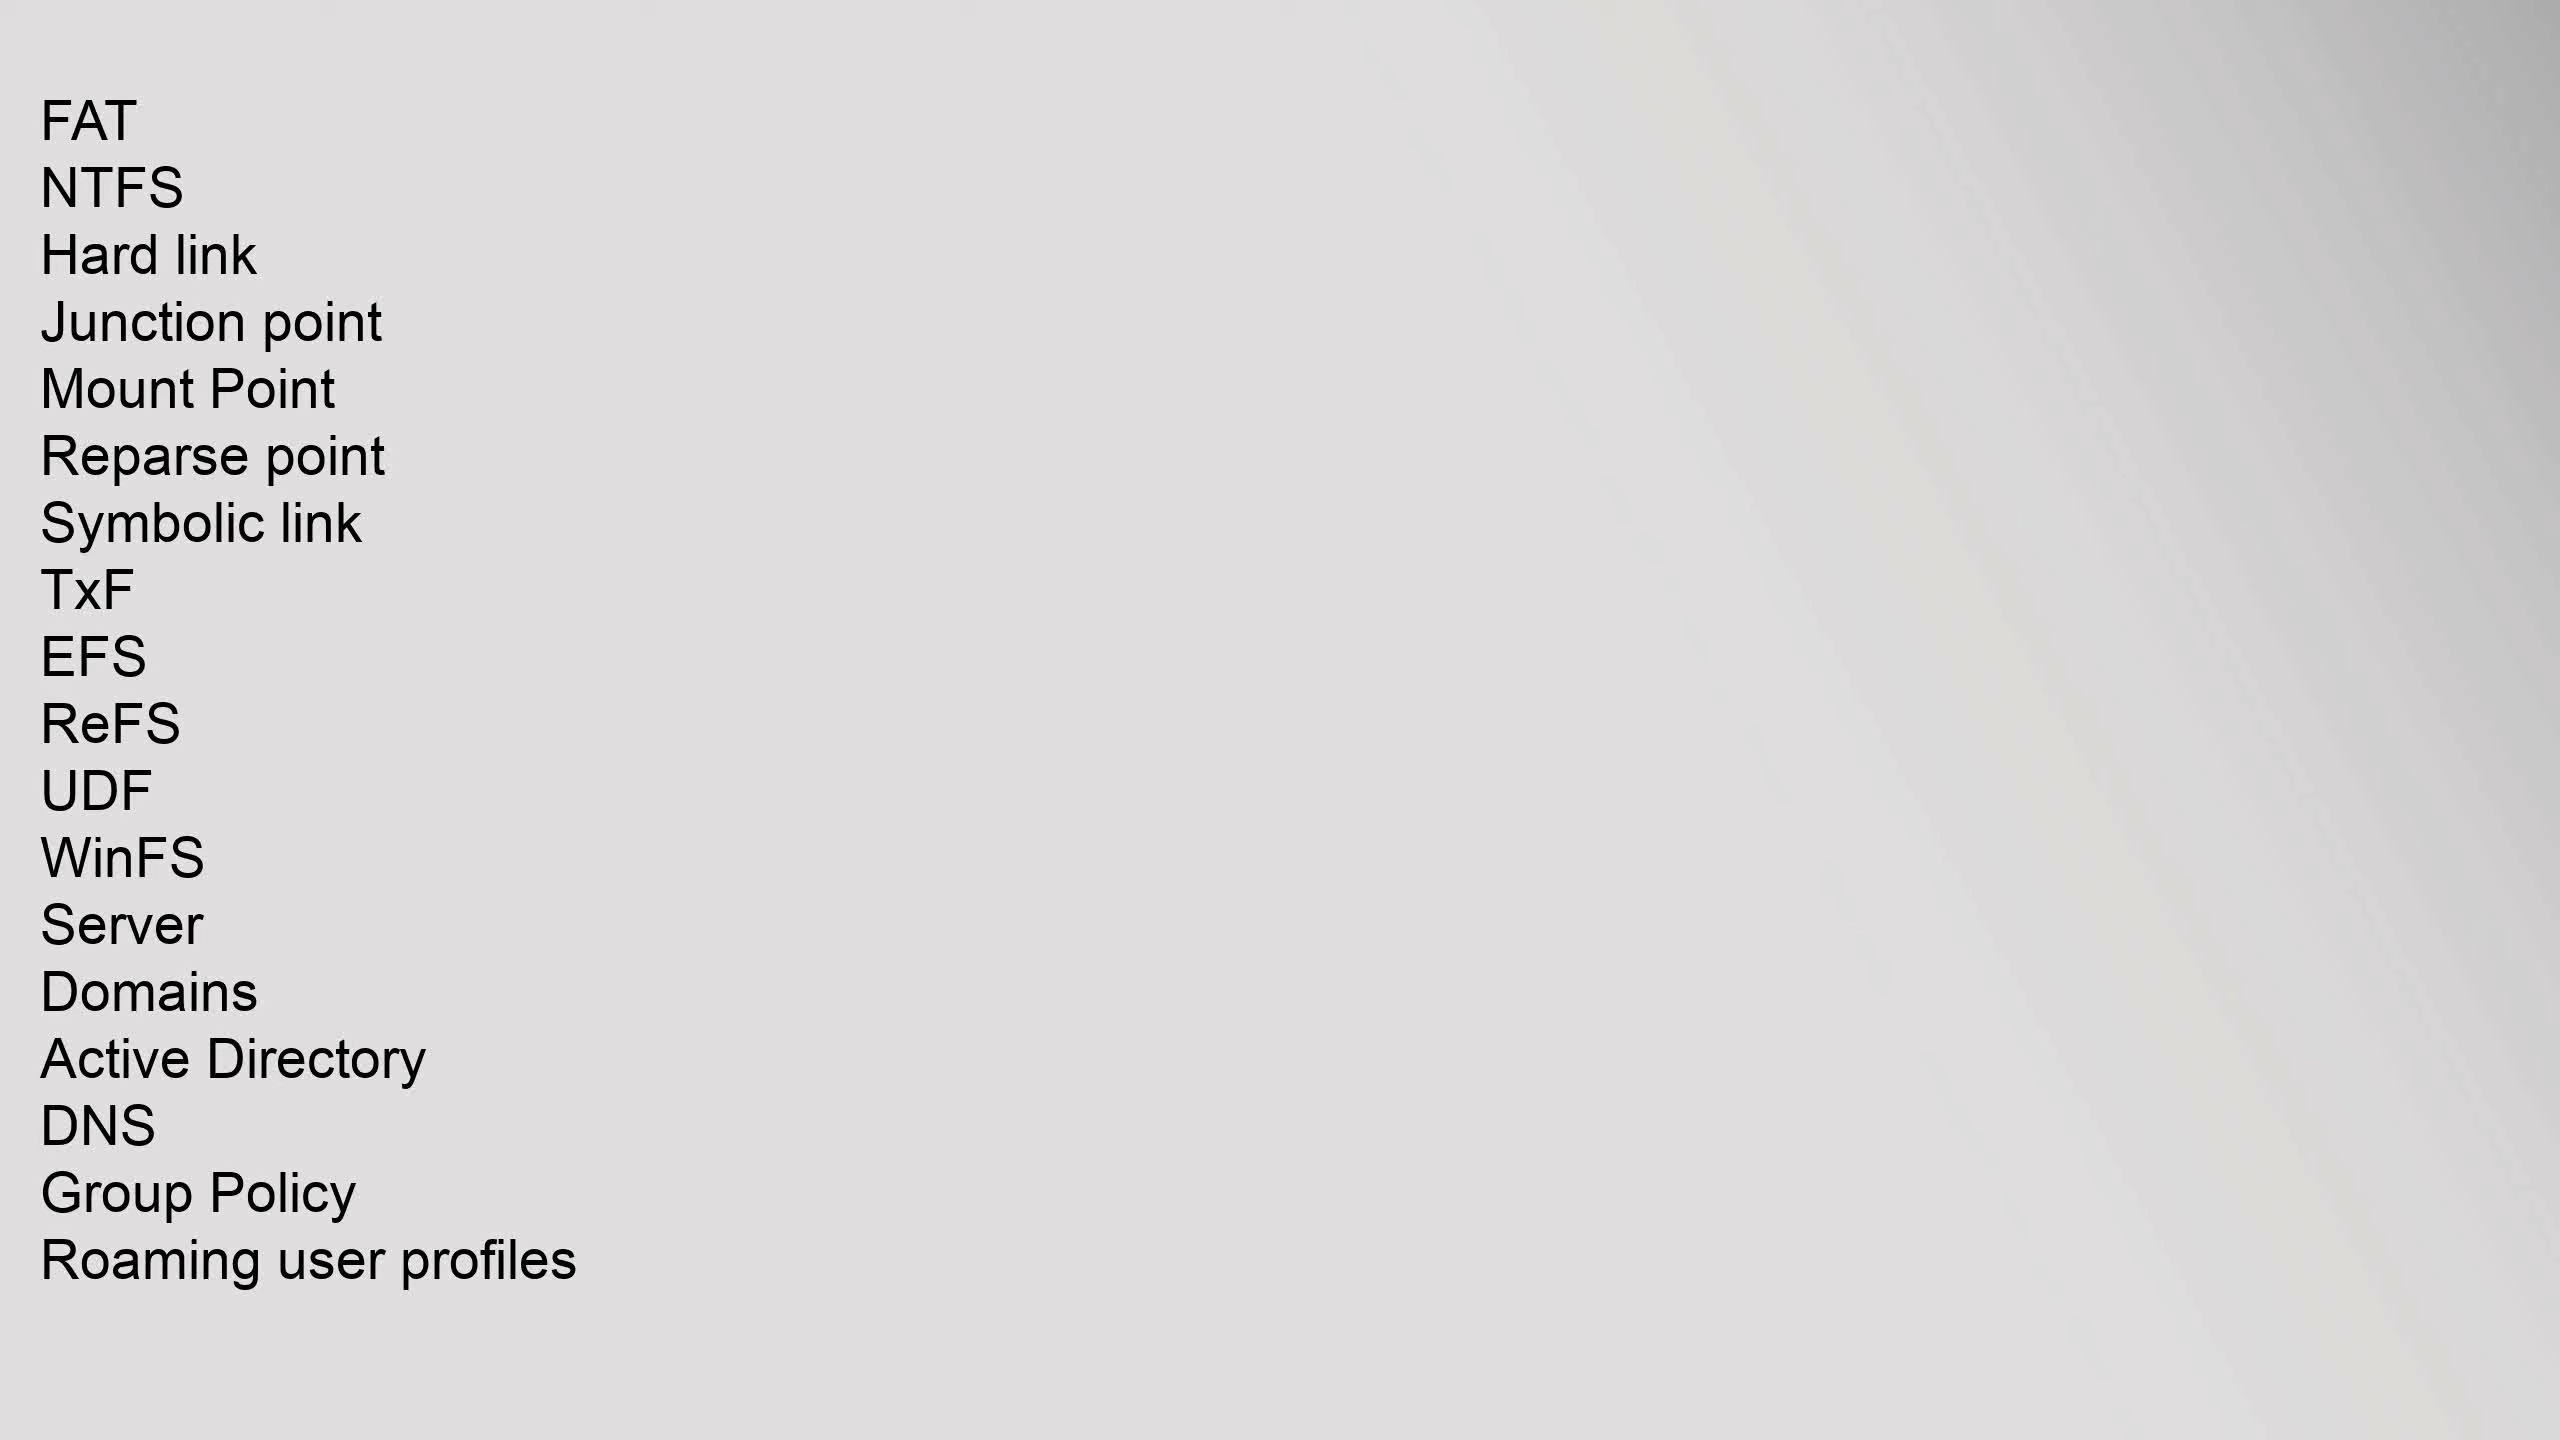 FAT
NTFS
Hard link
Junction point
Mount Point
Reparse point
Symbolic link
TxF
EFS
ReFS
UDF
WinFS
Server
Domains
Active Directory
DNS
Group Policy
Roaming user profiles